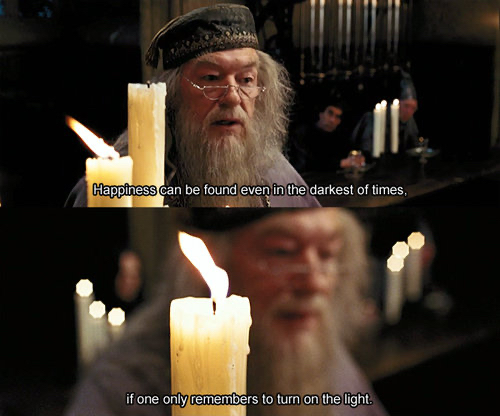 Happiness can be found even in the darkest of times,
if one only remembers to turn on the light.